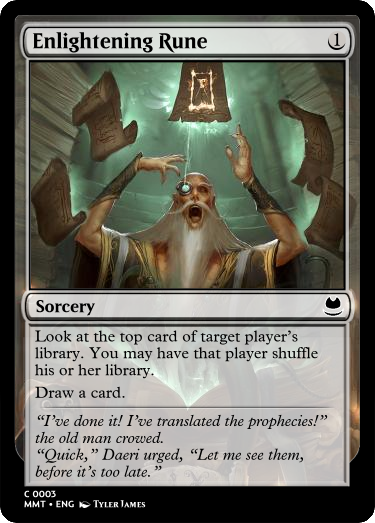 Enlightening Rune 1
Sorcery
Look at the top card of target player's
library. You may have that player shuffle
his or her library.
Draw a card.
"I've done it! I've translated the prophecies!"
the old man crowed.
"Quick," Daeri urged, "Let me see them,
before it's too late."
C 0003
MMT • ENG Tyler James